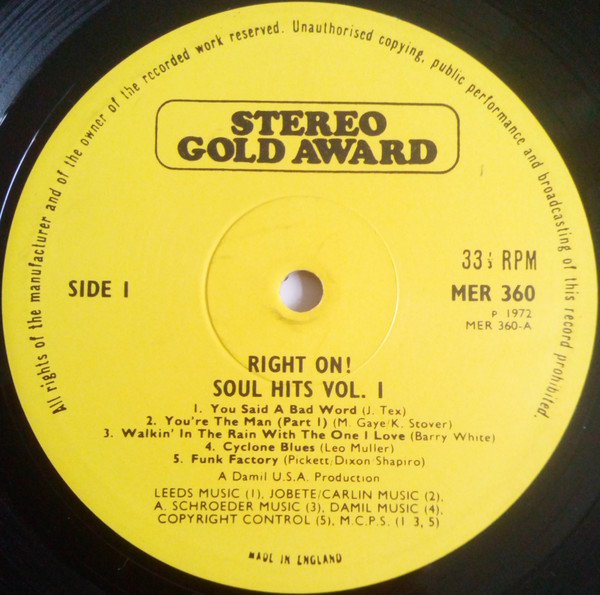 All rights of the manufacturer and of the owner of the recorded work reserved. Unauthorised copying, public performance and broadcasting of this record prohibited.
STEREO
GOLD AWARD
SIDE 1
33⅓ RPM
MER 360
P 1972
MER 360-A
RIGHT ON!
SOUL HITS VOL. 1
1. You Said A Bad Word (J. Tex)
2. You're The Man (Part 1) (M. Gaye/K. Stover)
3. Walkin' In The Rain With The One I Love (Barry White)
4. Cyclone Blues (Leo Muller)
5. Funk Factory (Pickett/Dixon/Shapiro)
A Damil U.S.A. Production
LEEDS MUSIC (1), JOBETE/CARLIN MUSIC (2),
A. SCHROEDER MUSIC (3), DAMIL MUSIC (4),
COPYRIGHT CONTROL (5), M.C.P.S. (1 3, 5)
MADE IN ENGLAND